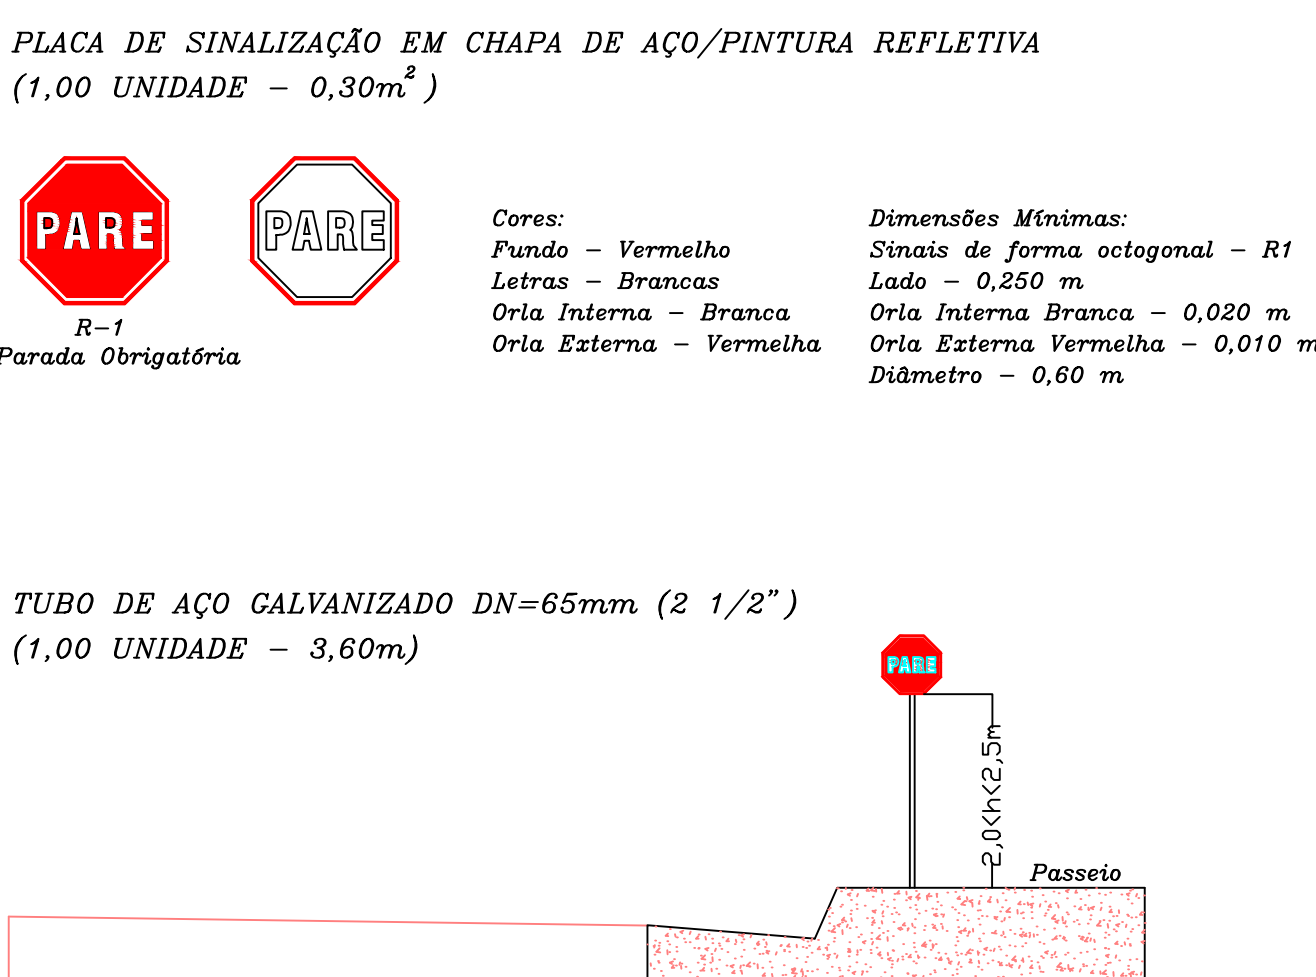 PLACA DE SINALIZAÇÃO EM CHAPA DE AÇO/PINTURA REFLETIVA
(1,00 UNIDADE - 0,30m²)
PARE
PARE
R-1
Parada Obrigatória
Cores:
Fundo - Vermelho
Letras - Brancas
Orla Interna - Branca
Orla Externa - Vermelha
Dimensões Mínimas:
Sinais de forma octogonal - R1
Lado - 0,250 m
Orla Interna Branca - 0,020 m
Orla Externa Vermelha - 0,010 m
Diâmetro - 0,60 m
TUBO DE AÇO GALVANIZADO DN=65mm (2 1/2")
(1,00 UNIDADE - 3,60m)
PARE
2,0<h<2,5m
Passeio